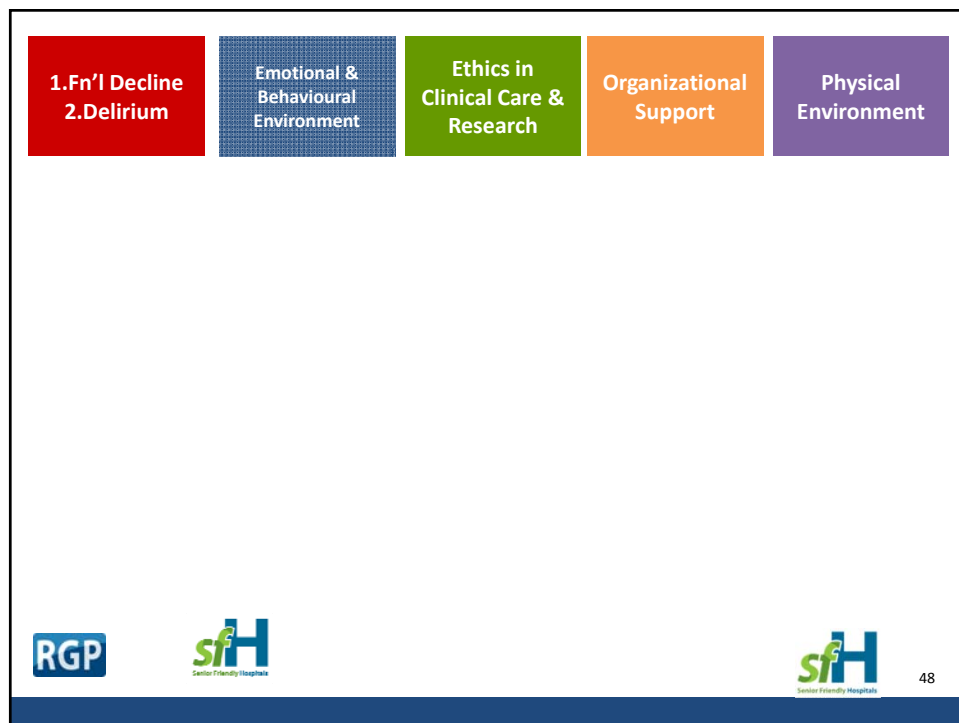 1.Fn'l Decline
2.Delirium
Emotional &
Behavioural
Environment
Ethics in
Clinical Care &
Research
Organizational
Support
Physical
Environment
RGP
sfH
Senior Friendly Hospitals
sfH
Senior Friendly Hospitals
48